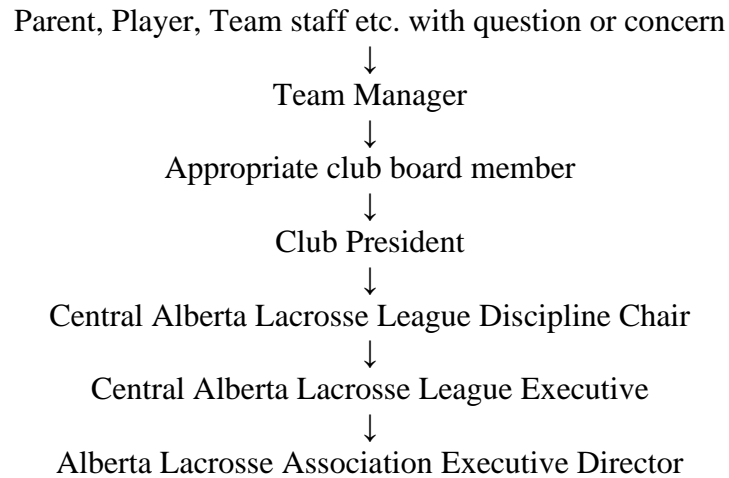 Parent, Player, Team staff etc. with question or concern
↓
Team Manager
↓
Appropriate club board member
↓
Club President
↓
Central Alberta Lacrosse League Discipline Chair
↓
Central Alberta Lacrosse League Executive
↓
Alberta Lacrosse Association Executive Director